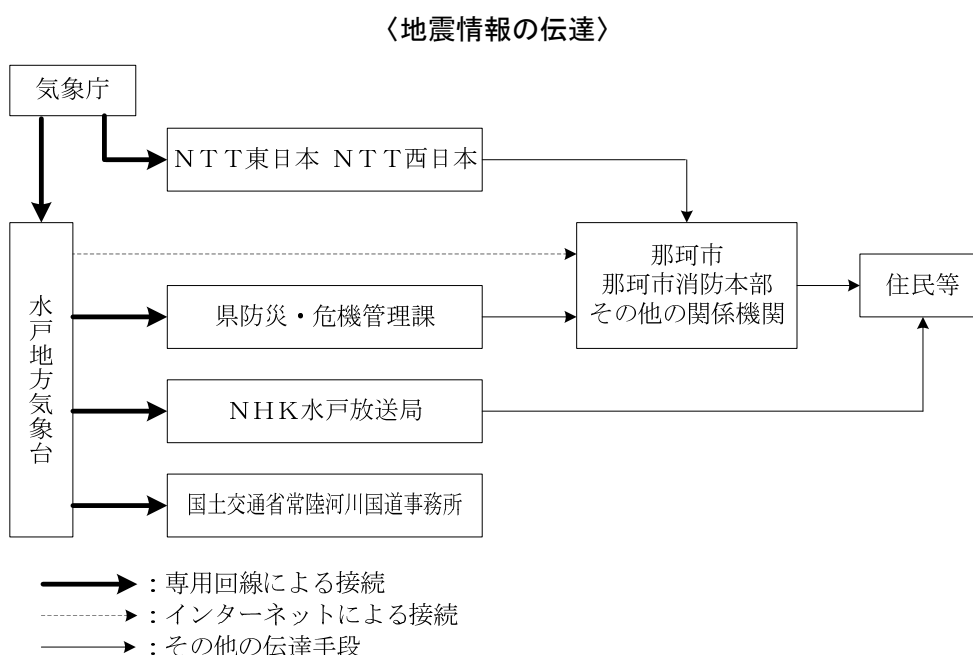 〈地震情報の伝達〉
気象庁
ＮＴＴ東日本 ＮＴＴ西日本
水戸地方気象台
那珂市
那珂市消防本部
その他の関係機関
住民等
県防災・危機管理課
ＮＨＫ水戸放送局
国土交通省常陸河川国道事務所
：専用回線による接続
：インターネットによる接続
：その他の伝達手段